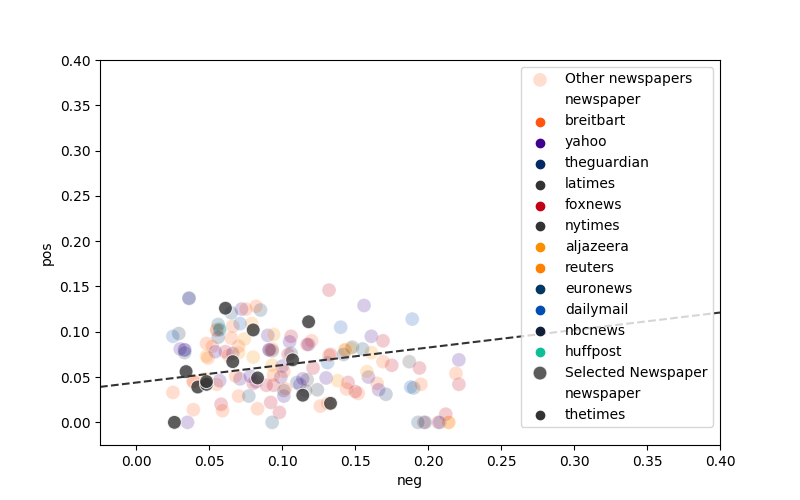 0.40
0.35
0.30
0.25
0.20
0.15
0.10
0.05
0.00
pos
0.00 0.05 0.10 0.15 0.20 0.25 0.30 0.35 0.40
neg
Other newspapers
newspaper
breitbart
yahoo
theguardian
latimes
foxnews
nytimes
aljazeera
reuters
euronews
dailymail
nbcnews
huffpost
Selected Newspaper
newspaper
thetimes